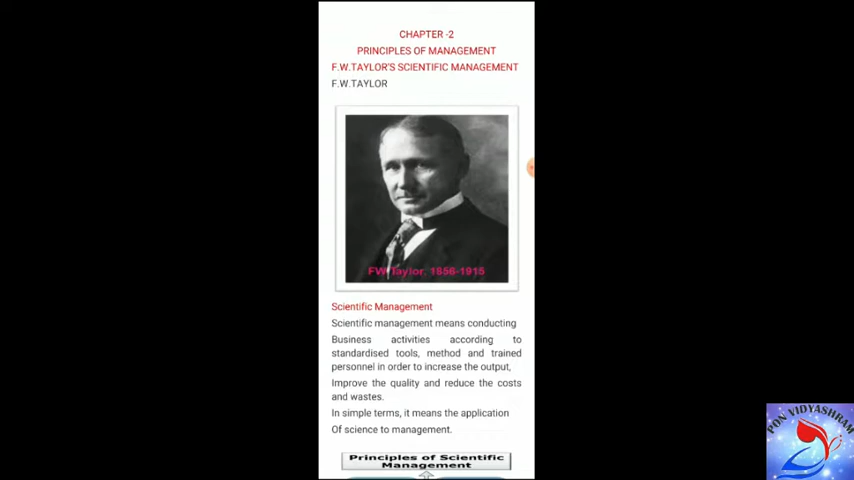 CHAPTER -2
PRINCIPLES OF MANAGEMENT
F.W.TAYLOR'S SCIENTIFIC MANAGEMENT
F.W.TAYLOR
FW Taylor. 1856-1915
Scientific Management
Scientific management means conducting
Business activities according to
standardised tools, method and trained
personnel in order to increase the output,
Improve the quality and reduce the costs
and wastes.
In simple terms, it means the application
Of science to management.
Principles of Scientific
Management
PON VIDYASHRAM